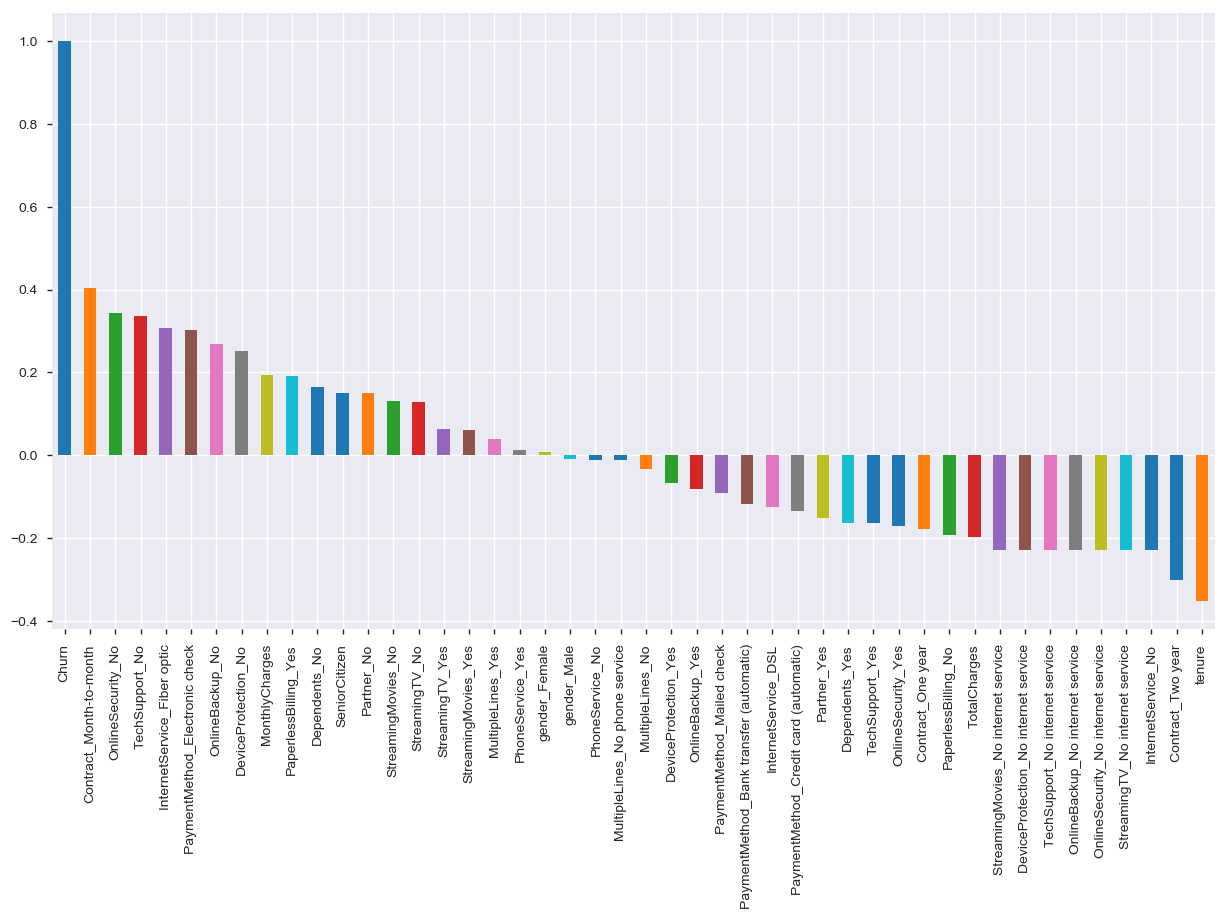 1.0
0.8
0.6
0.4
0.2
0.0
−0.2
−0.4
Churn
Contract_Month-to-month
OnlineSecurity_No
TechSupport_No
InternetService_Fiber optic
PaymentMethod_Electronic check
OnlineBackup_No
DeviceProtection_No
MonthlyCharges
PaperlessBilling_Yes
Dependents_No
SeniorCitizen
Partner_No
StreamingMovies_No
StreamingTV_No
StreamingTV_Yes
StreamingMovies_Yes
MultipleLines_Yes
PhoneService_Yes
gender_Female
gender_Male
PhoneService_No
MultipleLines_No phone service
MultipleLines_No
DeviceProtection_Yes
OnlineBackup_Yes
PaymentMethod_Mailed check
PaymentMethod_Bank transfer (automatic)
InternetService_DSL
PaymentMethod_Credit card (automatic)
Partner_Yes
Dependents_Yes
TechSupport_Yes
OnlineSecurity_Yes
Contract_One year
PaperlessBilling_No
TotalCharges
StreamingMovies_No internet service
DeviceProtection_No internet service
TechSupport_No internet service
OnlineBackup_No internet service
OnlineSecurity_No internet service
StreamingTV_No internet service
InternetService_No
Contract_Two year
tenure